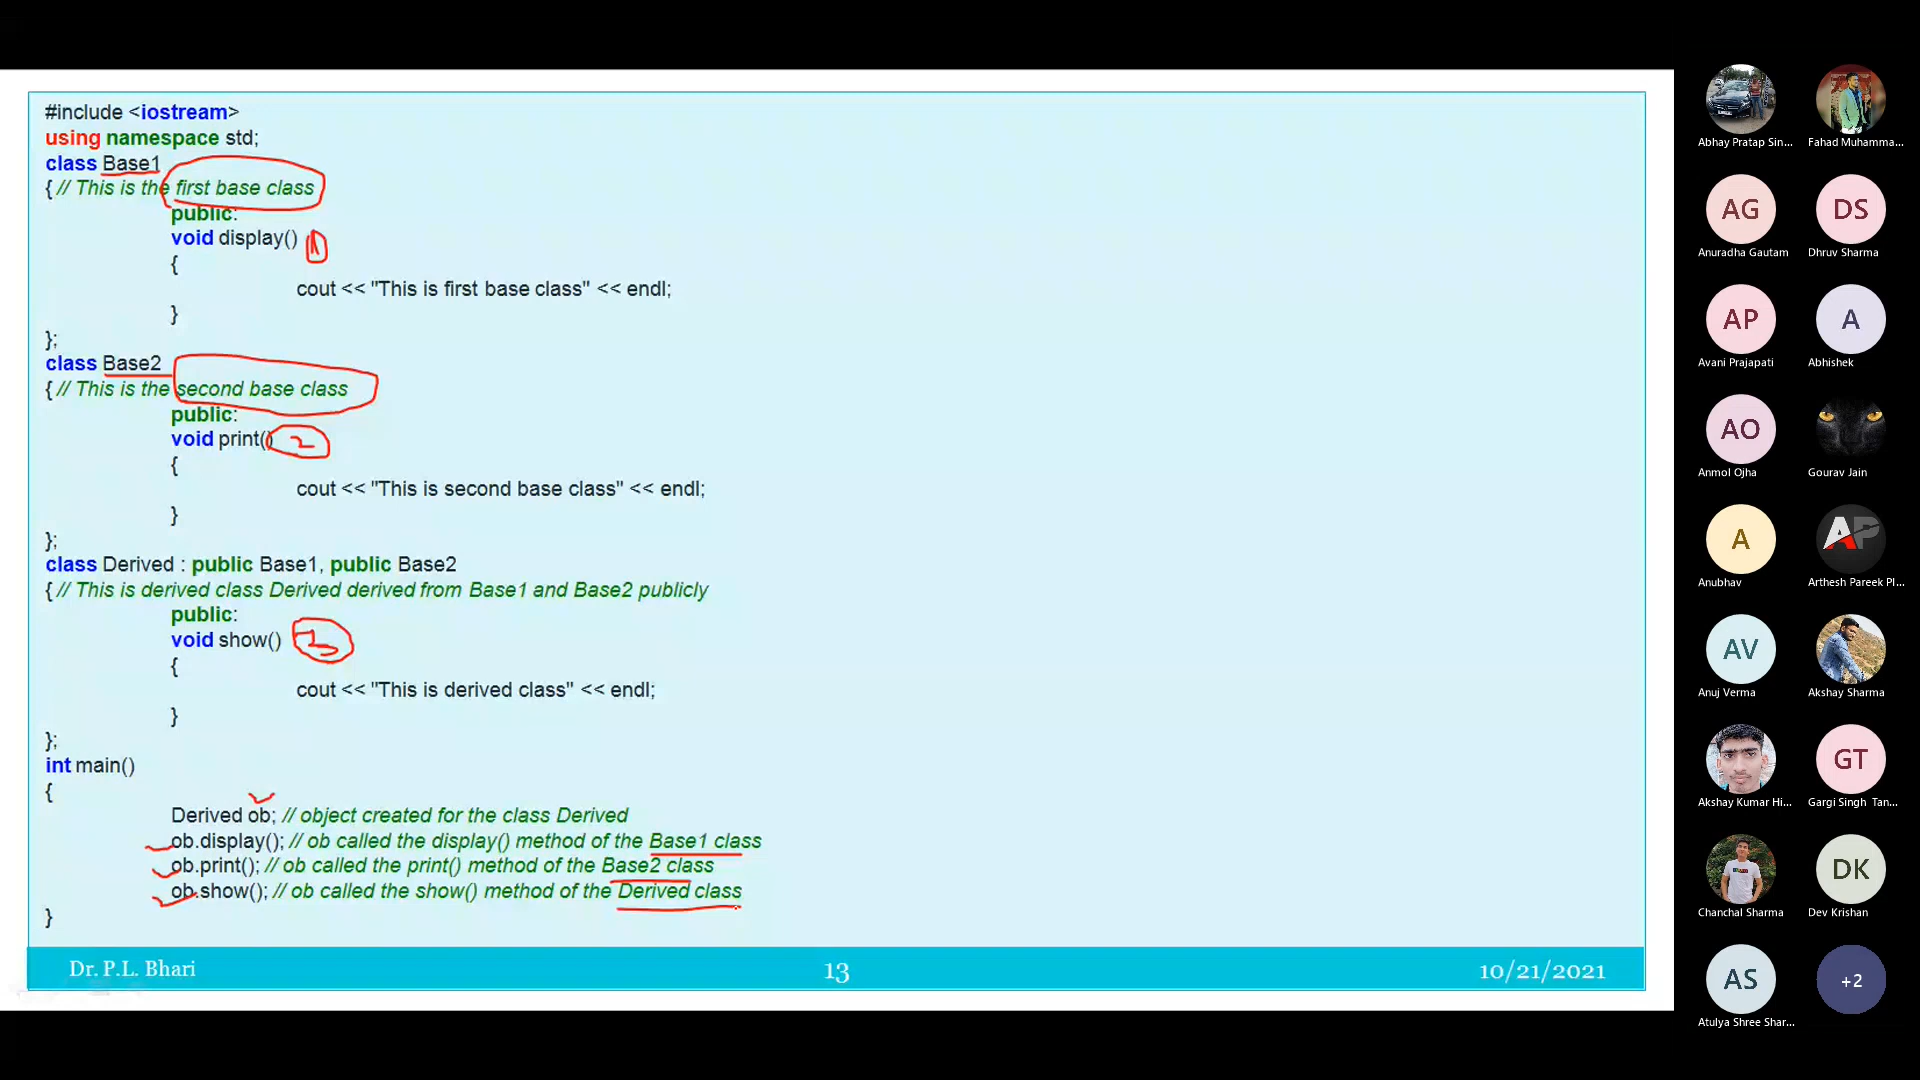 #include <iostream>
using namespace std;
class Base1
{ // This is the first base class
public:
void display() 1
{
cout << "This is first base class" << endl;
}
};
class Base2
{ // This is the second base class
public:
void print() 2
{
cout << "This is second base class" << endl;
}
};
class Derived : public Base1, public Base2
{ // This is derived class Derived derived from Base1 and Base2 publicly
public:
void show() 3
{
cout << "This is derived class" << endl;
}
};
int main()
{
Derived ob; // object created for the class Derived
ob.display(); // ob called the display() method of the Base1 class
ob.print(); // ob called the print() method of the Base2 class
ob.show(); // ob called the show() method of the Derived class
}
Dr. P.L. Bhari 13 10/21/2021
Abhay Pratap Sin... Fahad Muhamma...
AG DS
Anuradha Gautam Dhruv Sharma
AP A
Avani Prajapati Abhishek
AO
Anmol Ojha Gourav Jain
A AP
Anubhav Arthesh Pareek Pl...
AV
Anuj Verma Akshay Sharma
GT
Akshay Kumar Hi... Gargi Singh Tan...
DK
Chanchal Sharma Dev Krishan
AS +2
Atulya Shree Shar...